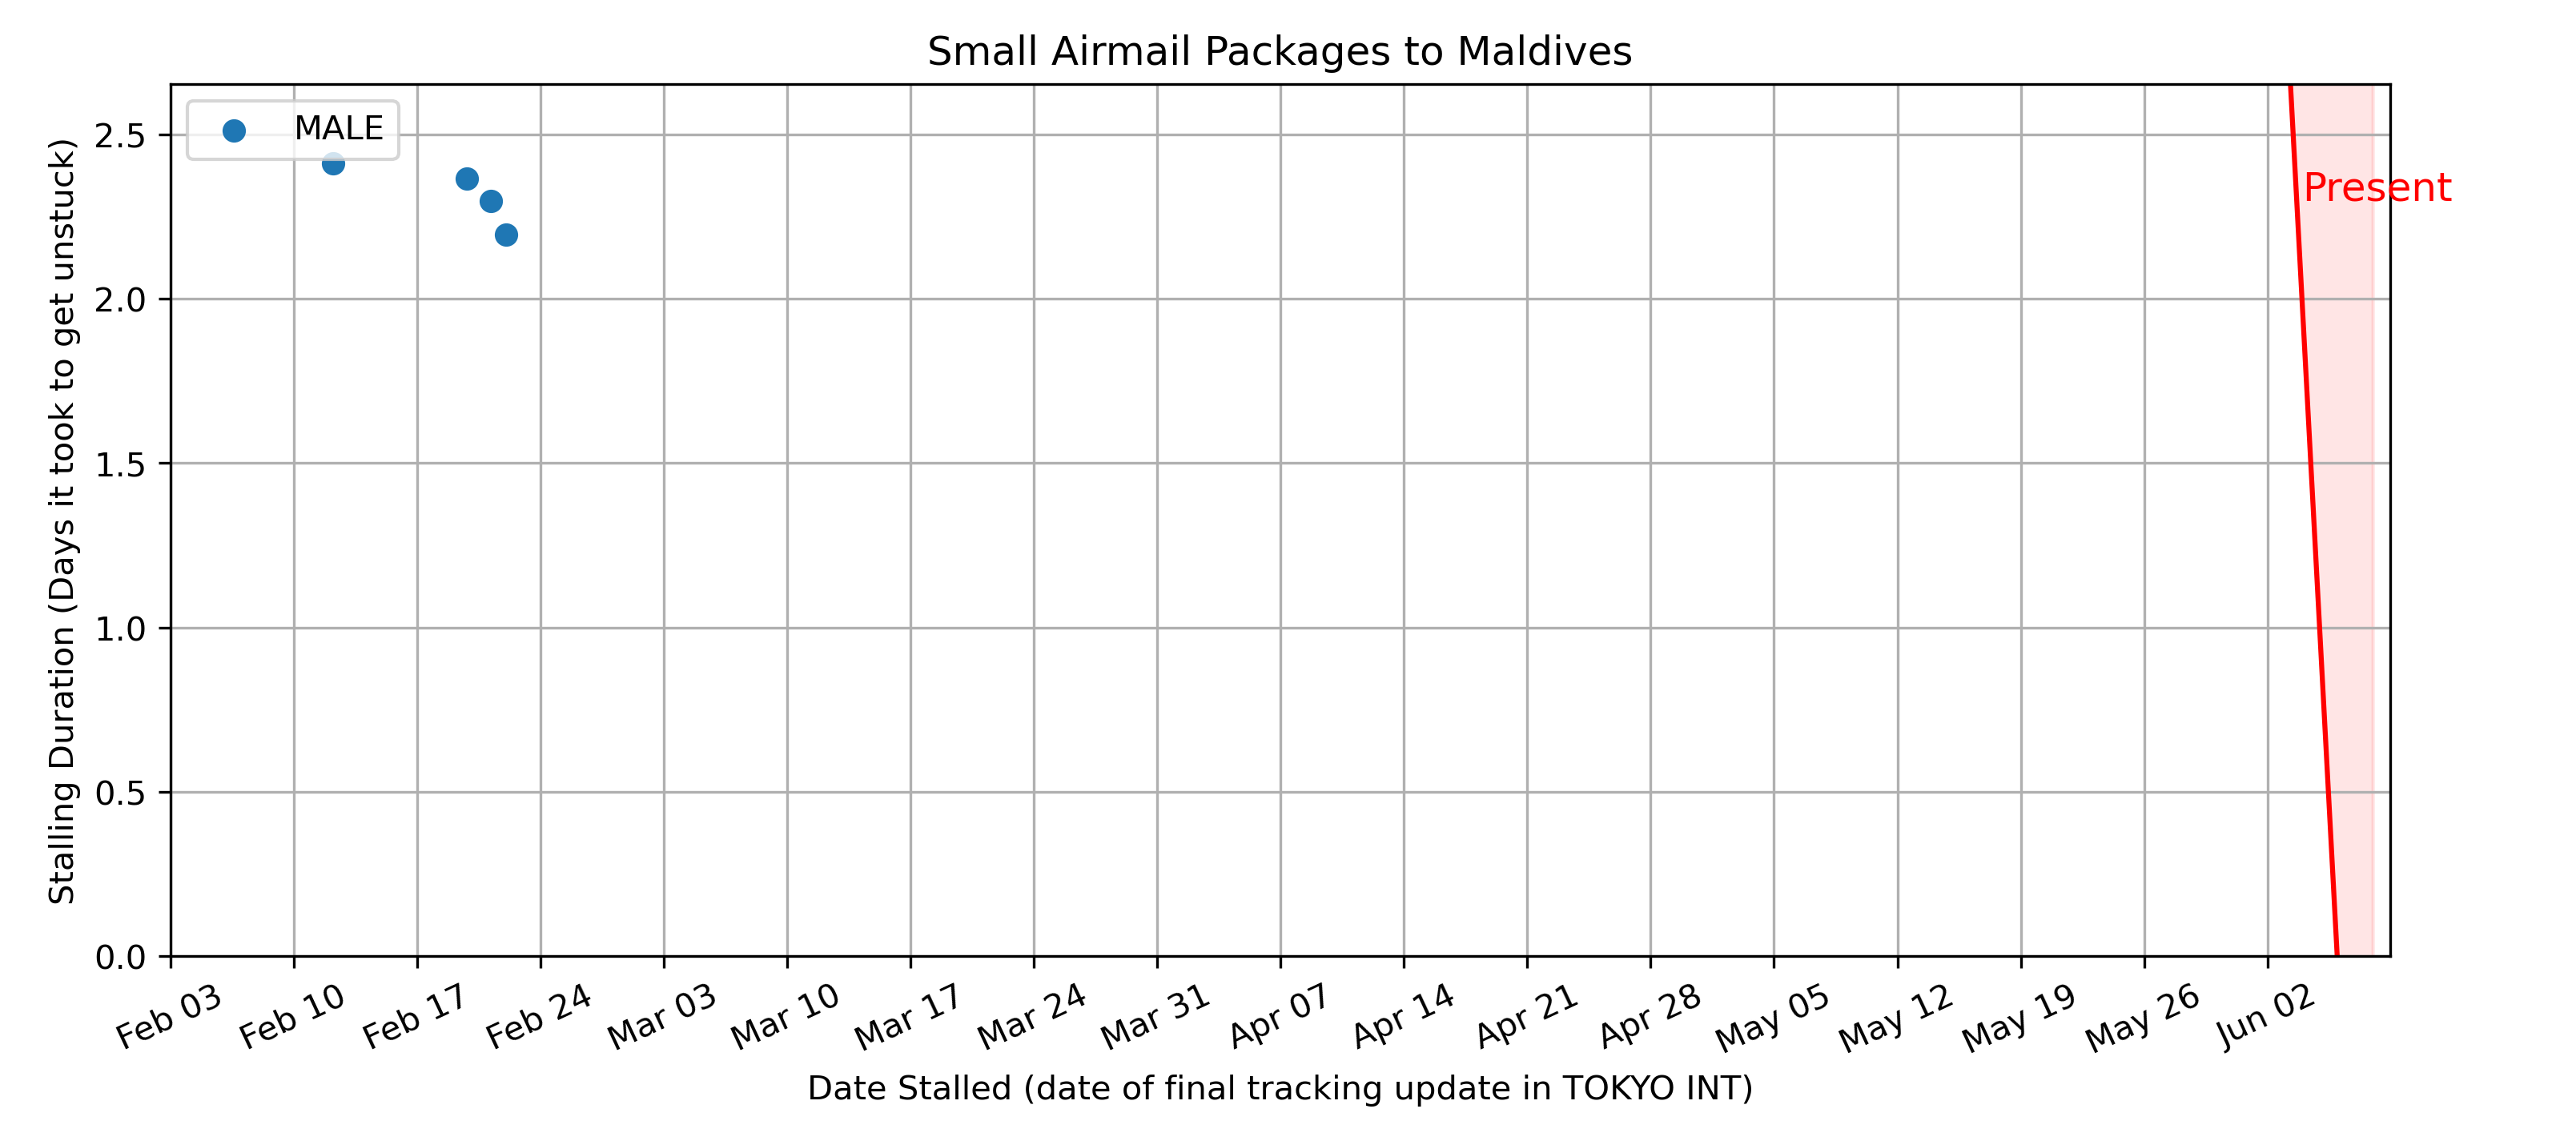 Small Airmail Packages to Maldives
MALE
Present
Stalling Duration (Days it took to get unstuck)
2.5
2.0
1.5
1.0
0.5
0.0
Feb 03
Feb 10
Feb 17
Feb 24
Mar 03
Mar 10
Mar 17
Mar 24
Mar 31
Apr 07
Apr 14
Apr 21
Apr 28
May 05
May 12
May 19
May 26
Jun 02
Date Stalled (date of final tracking update in TOKYO INT)